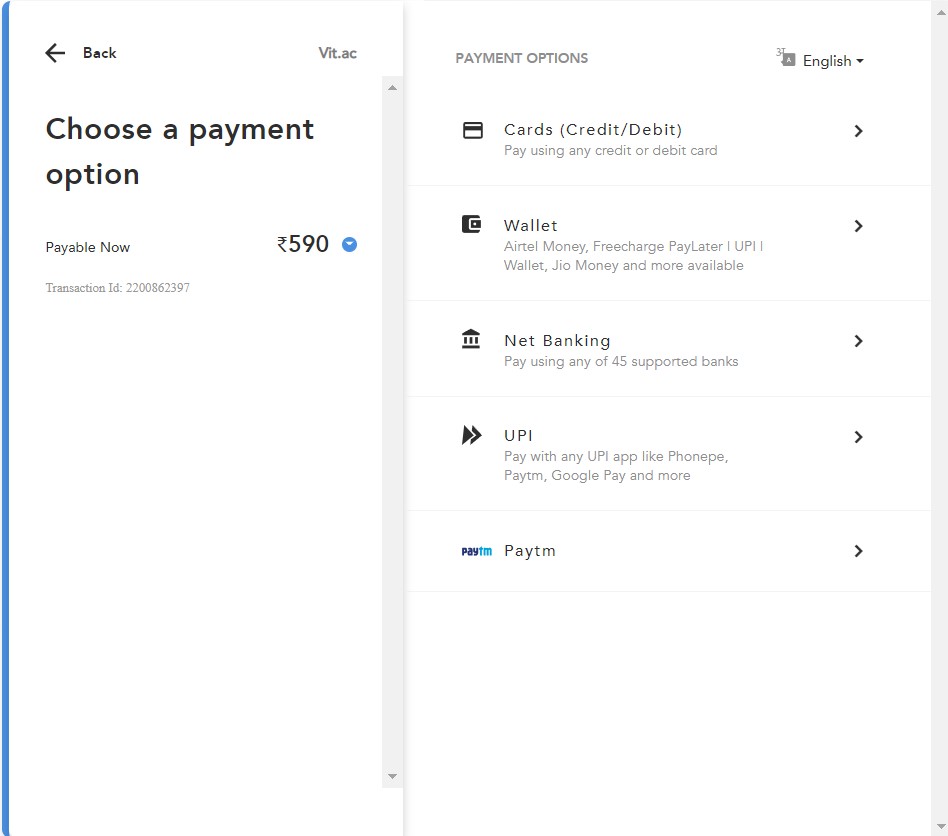 Back
Vit.ac
Choose a payment
option
Payable Now
₹590
Transaction Id: 2200862397
PAYMENT OPTIONS
English
Cards (Credit/Debit)
Pay using any credit or debit card
Wallet
Airtel Money, Freecharge PayLater | UPI |
Wallet, Jio Money and more available
Net Banking
Pay using any of 45 supported banks
UPI
Pay with any UPI app like Phonepe,
Paytm, Google Pay and more
paytm
Paytm